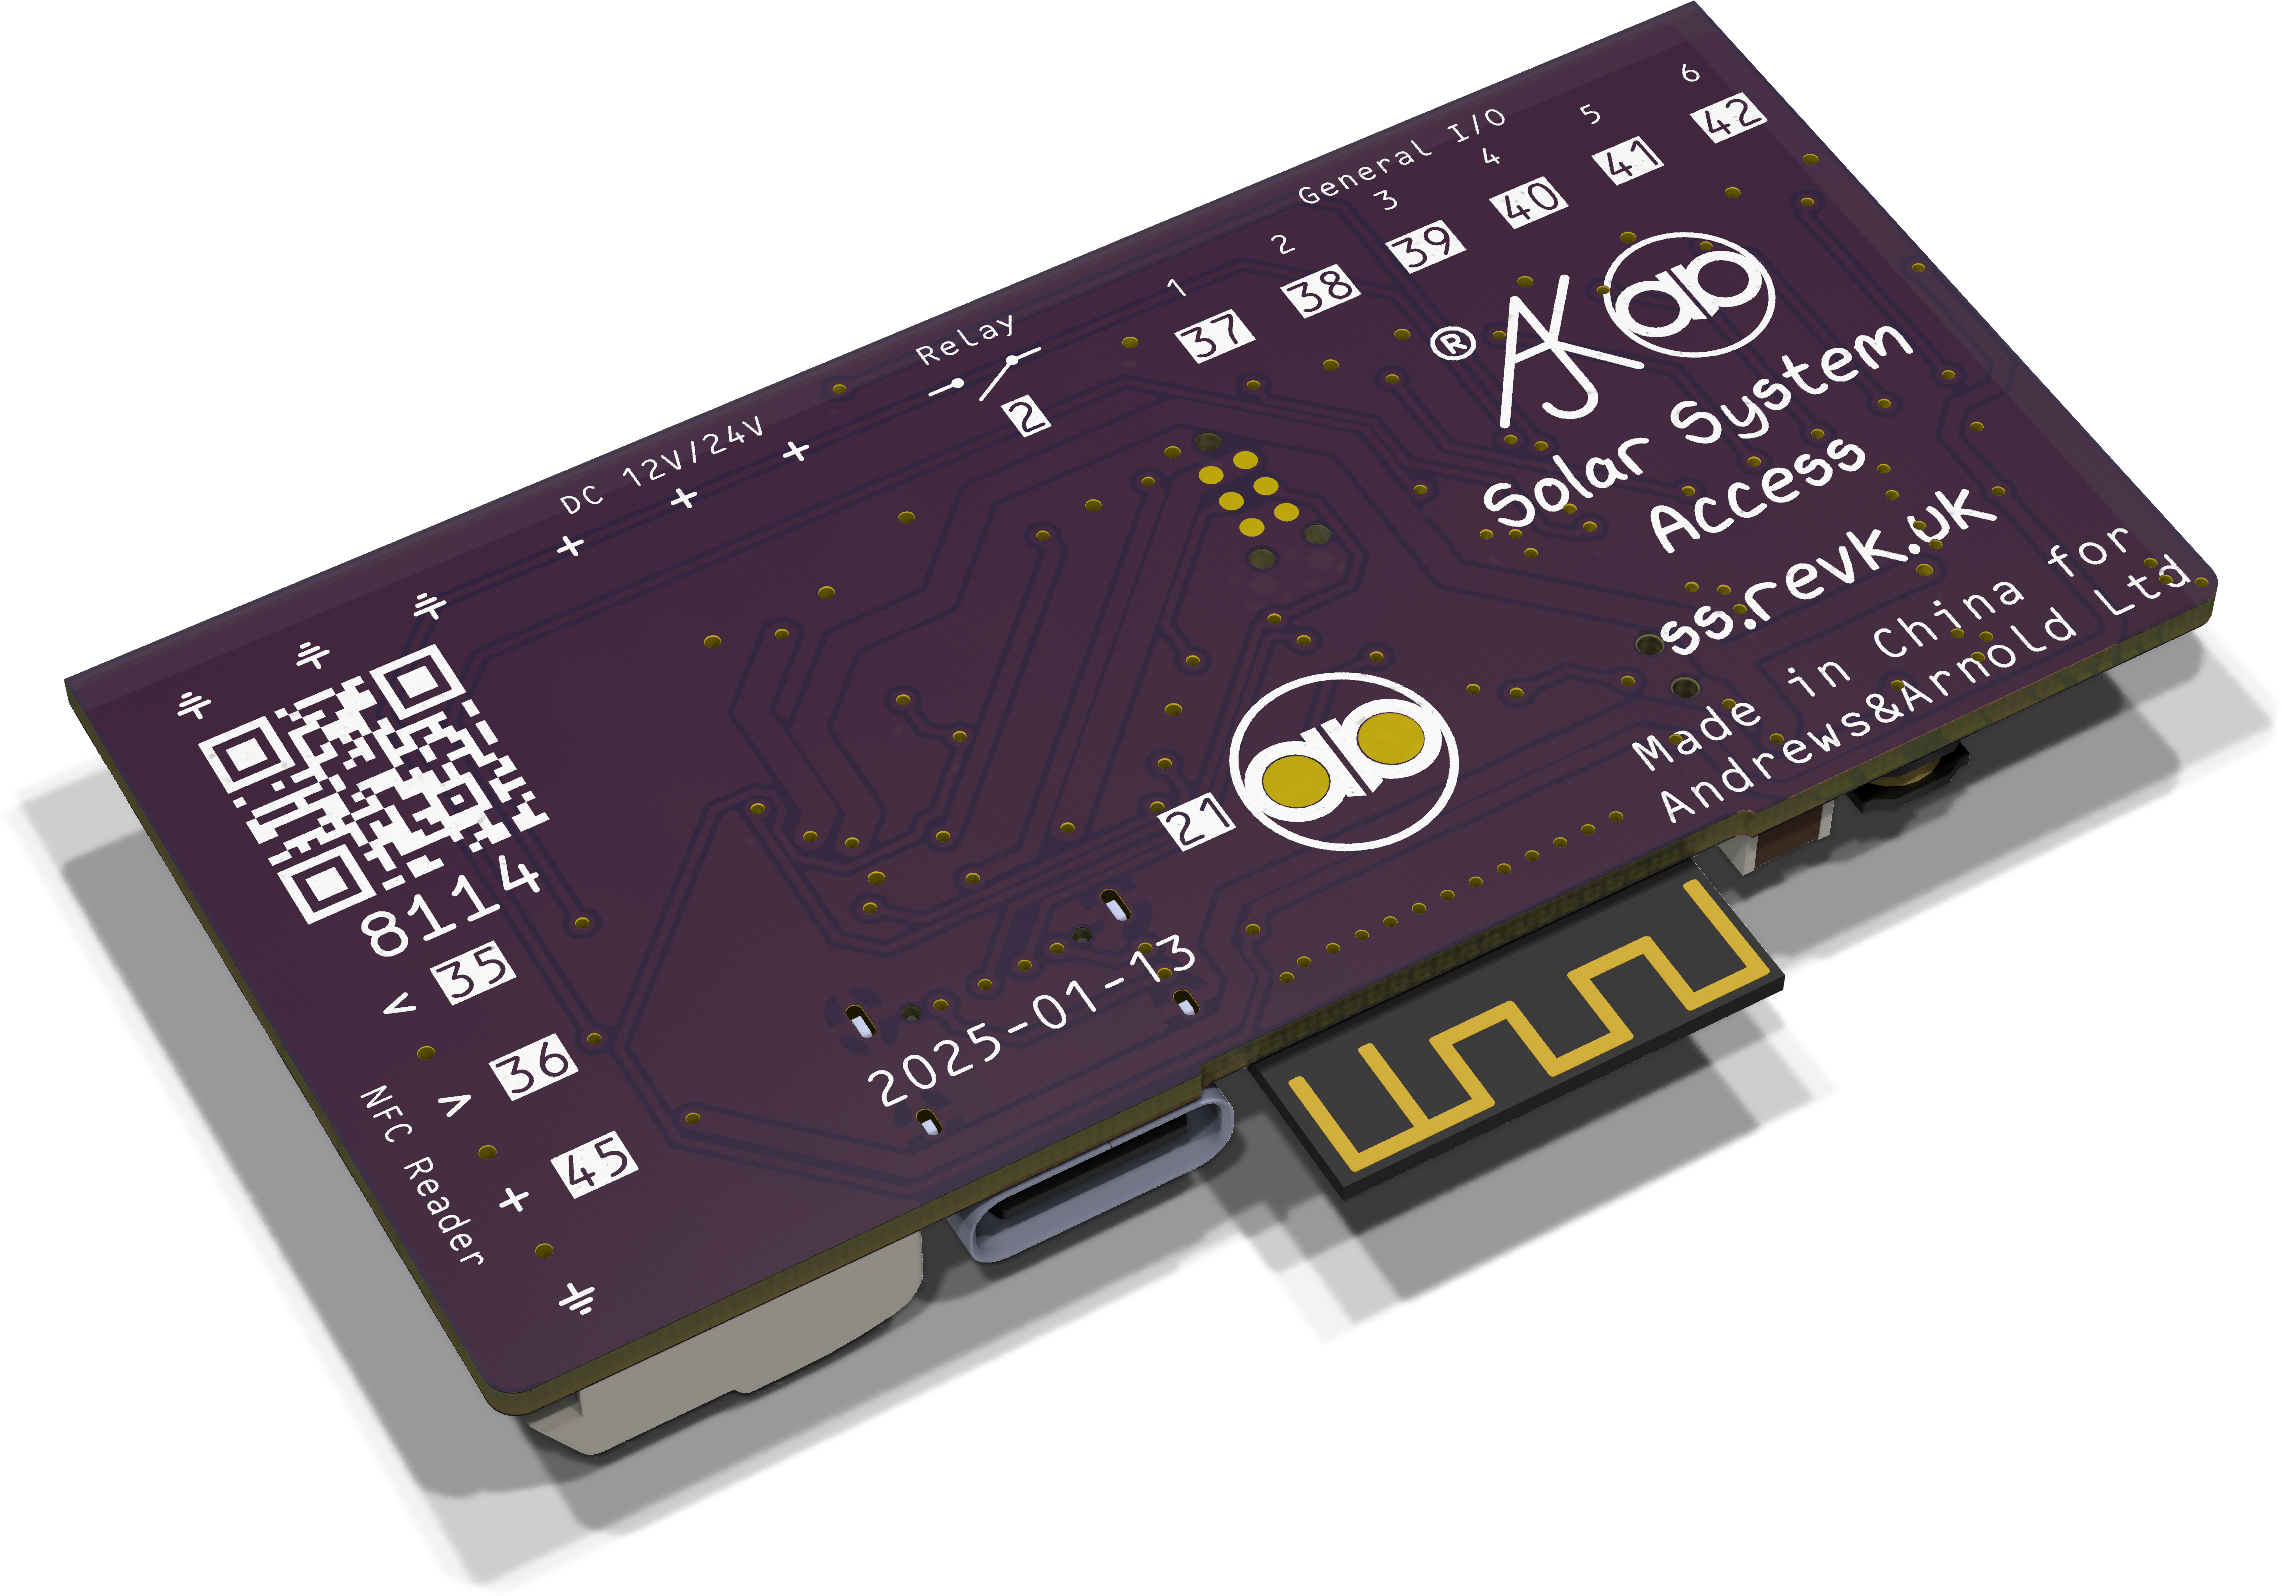 DC 12V/24V
+ + +
Relay
2
General I/O
1 2 3 4 5 6
37 38 39 40 41 42
® AJK
Solar System
Access
ss.revk.uk
Made in China for
Andrews&Arnold Ltd
21
2025-01-13
8114
< 35
> 36
+ 45
NFC Reader